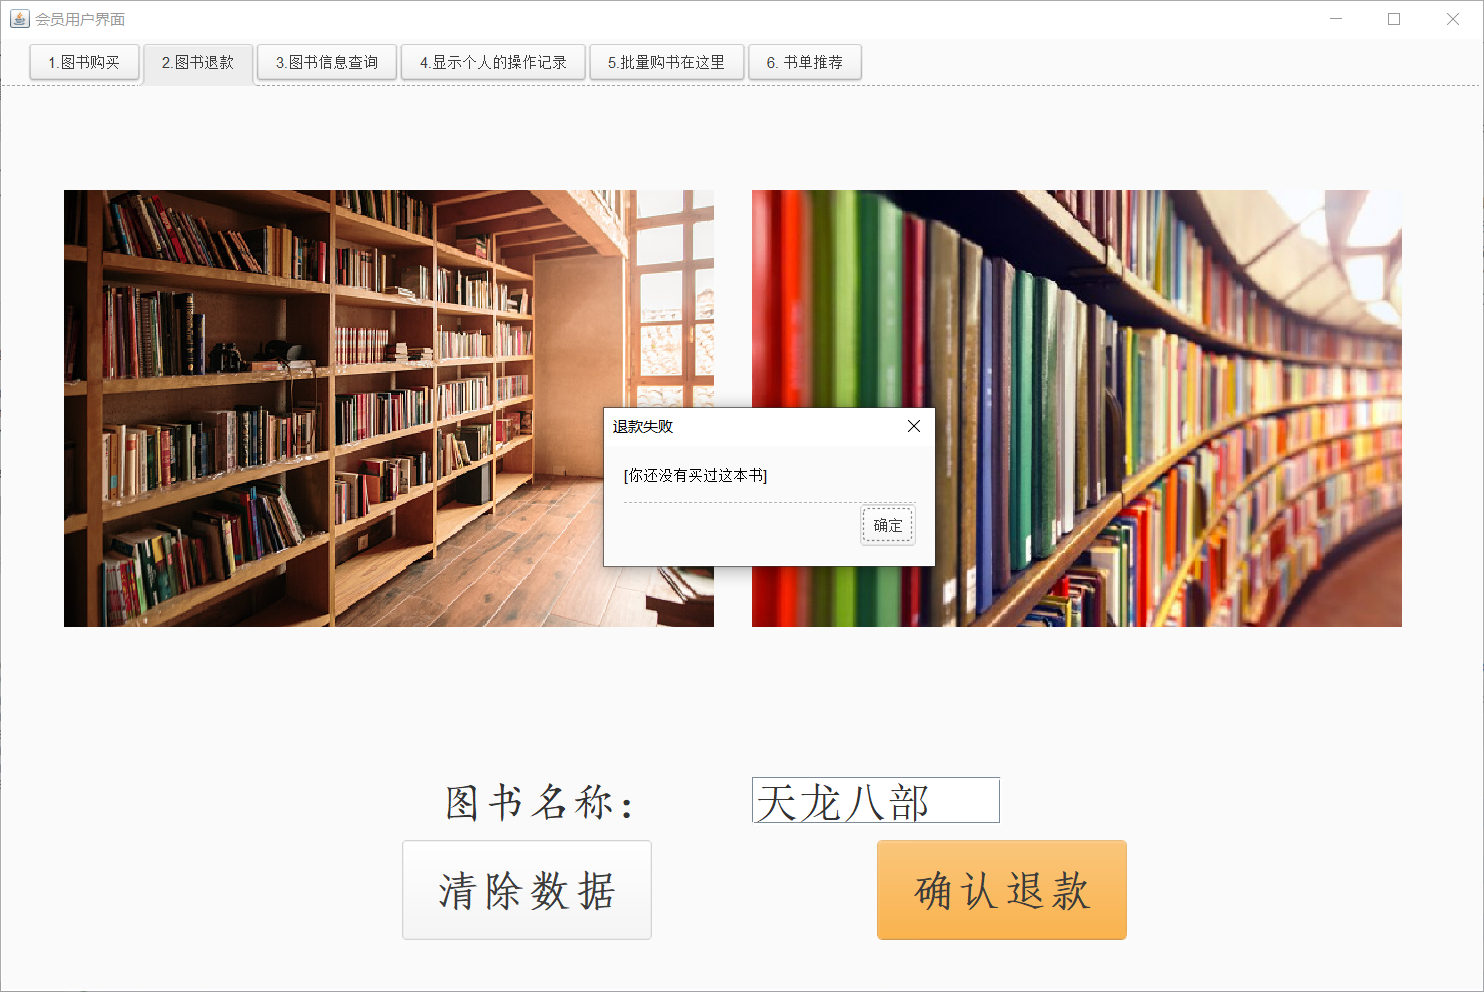 会员用户界面
1.图书购买
2.图书退款
3.图书信息查询
4.显示个人的操作记录
5.批量购书在这里
6. 书单推荐
退款失败
[你还没有买过这本书]
确定
图书名称：
天龙八部
清除数据
确认退款